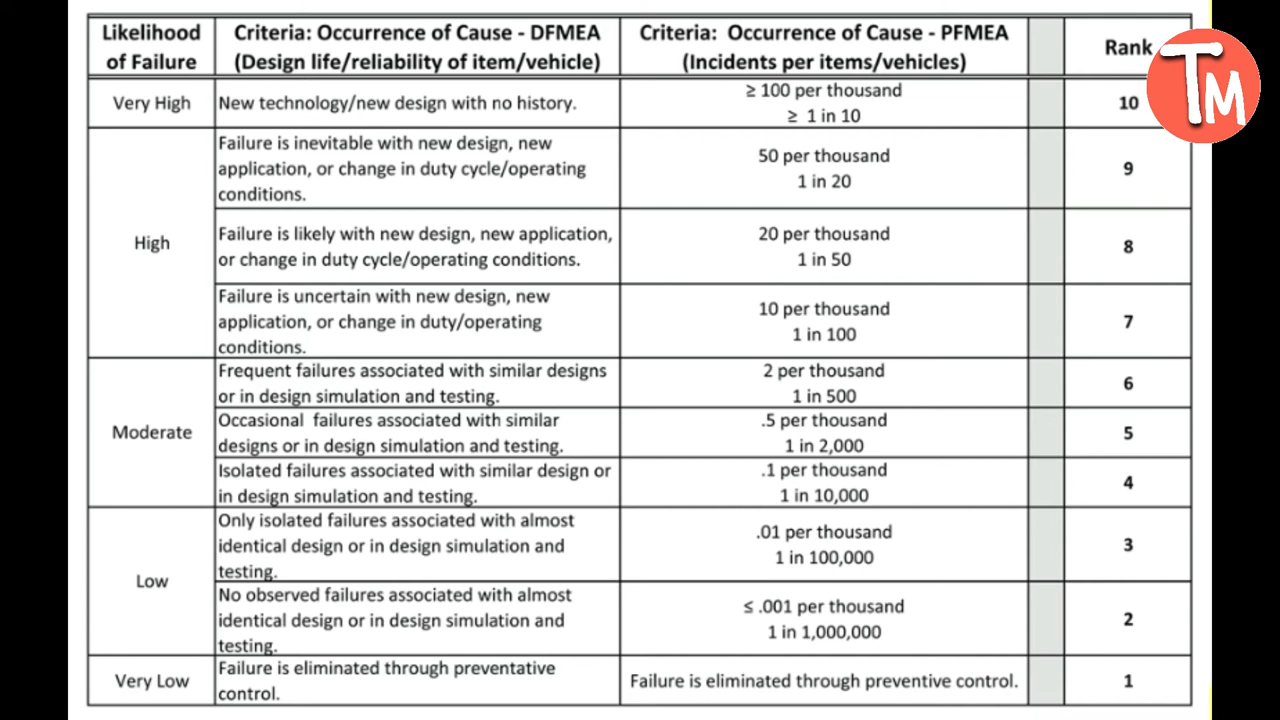 Likelihood
of Failure
Criteria: Occurrence of Cause - DFMEA
(Design life/reliability of item/vehicle)
Criteria: Occurrence of Cause - PFMEA
(Incidents per items/vehicles)
Rank
TM
Very High
New technology/new design with no history.
≥ 100 per thousand
≥ 1 in 10
10
High
Failure is inevitable with new design, new
application, or change in duty cycle/operating
conditions.
50 per thousand
1 in 20
9
Failure is likely with new design, new application,
or change in duty cycle/operating conditions.
20 per thousand
1 in 50
8
Failure is uncertain with new design, new
application, or change in duty/operating
conditions.
10 per thousand
1 in 100
7
Moderate
Frequent failures associated with similar designs
or in design simulation and testing.
2 per thousand
1 in 500
6
Occasional failures associated with similar
designs or in design simulation and testing.
.5 per thousand
1 in 2,000
5
Isolated failures associated with similar design or
in design simulation and testing.
.1 per thousand
1 in 10,000
4
Low
Only isolated failures associated with almost
identical design or in design simulation and
testing.
.01 per thousand
1 in 100,000
3
No observed failures associated with almost
identical design or in design simulation and
testing.
≤ .001 per thousand
1 in 1,000,000
2
Very Low
Failure is eliminated through preventative
control.
Failure is eliminated through preventive control.
1